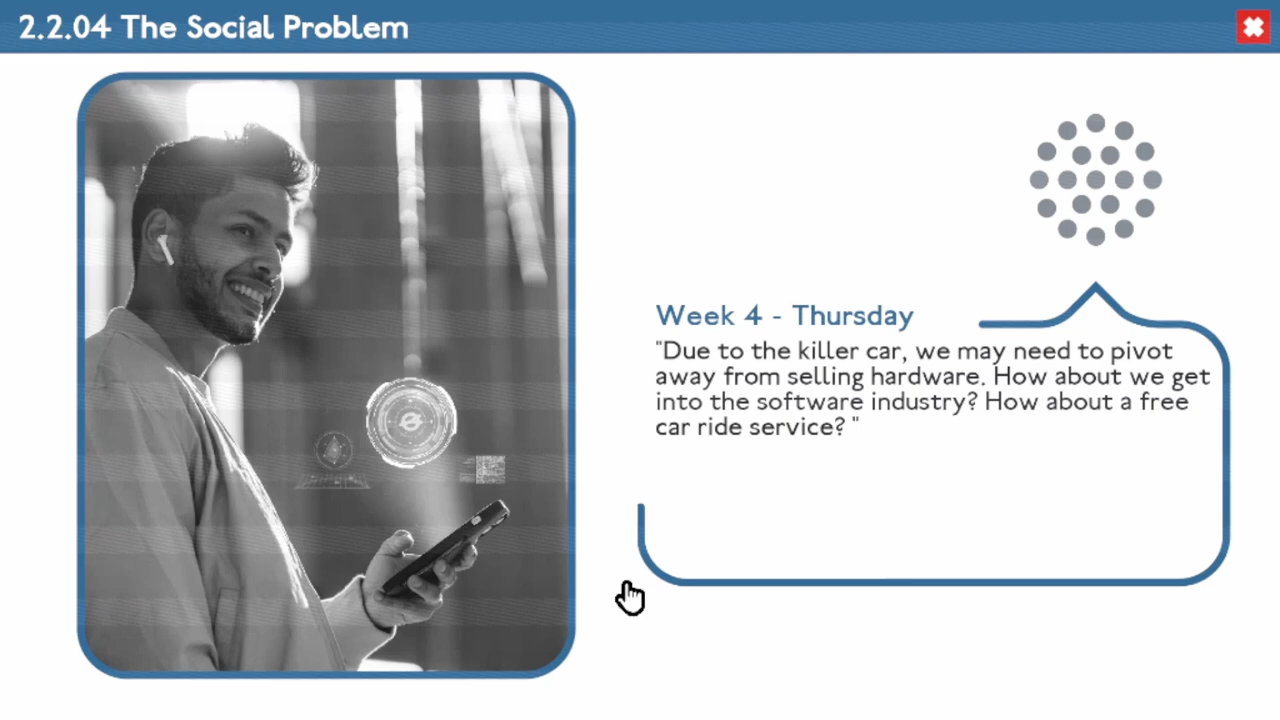 2.2.04 The Social Problem
Week 4 - Thursday
"Due to the killer car, we may need to pivot
away from selling hardware. How about we get
into the software industry? How about a free
car ride service? "